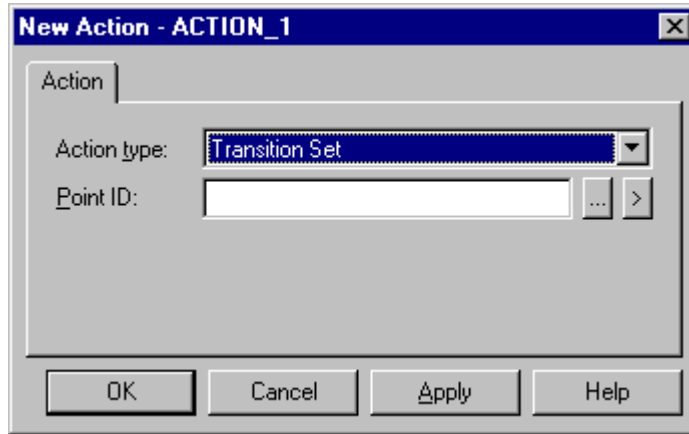 New Action - ACTION_1
Action
Action type: Transition Set
Point ID: ... >
OK Cancel Apply Help